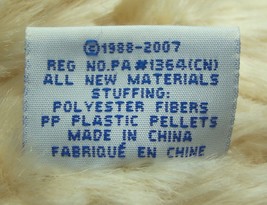 ©1988-2007
REG NO.PA#1364(CN)
ALL NEW MATERIALS
STUFFING:
POLYESTER FIBERS
PP PLASTIC PELLETS
MADE IN CHINA
FABRIQUÉ EN CHINE